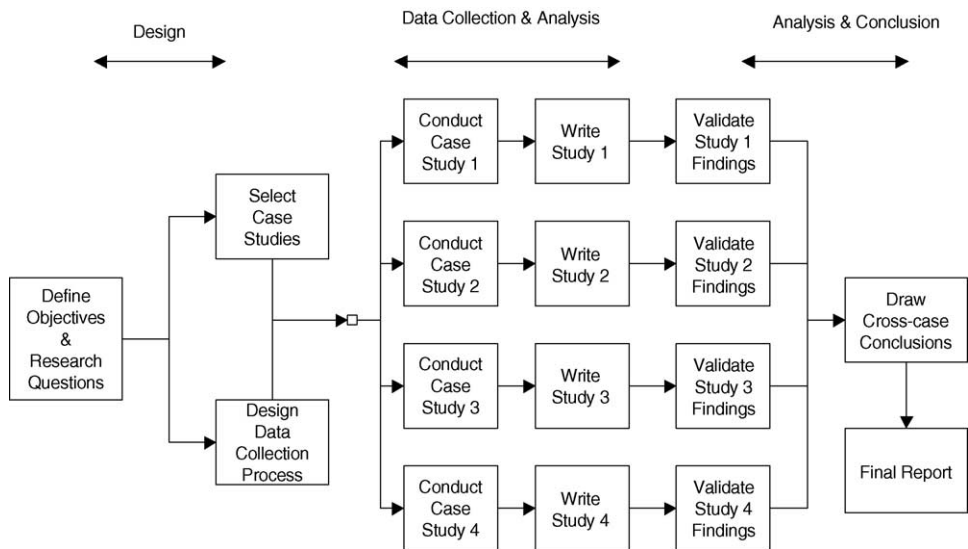 Design
Data Collection & Analysis
Analysis & Conclusion
Define
Objectives
&
Research
Questions
Select
Case
Studies
Design
Data
Collection
Process
Conduct
Case
Study 1
Write
Study 1
Validate
Study 1
Findings
Conduct
Case
Study 2
Write
Study 2
Validate
Study 2
Findings
Conduct
Case
Study 3
Write
Study 3
Validate
Study 3
Findings
Conduct
Case
Study 4
Write
Study 4
Validate
Study 4
Findings
Draw
Cross-case
Conclusions
Final Report